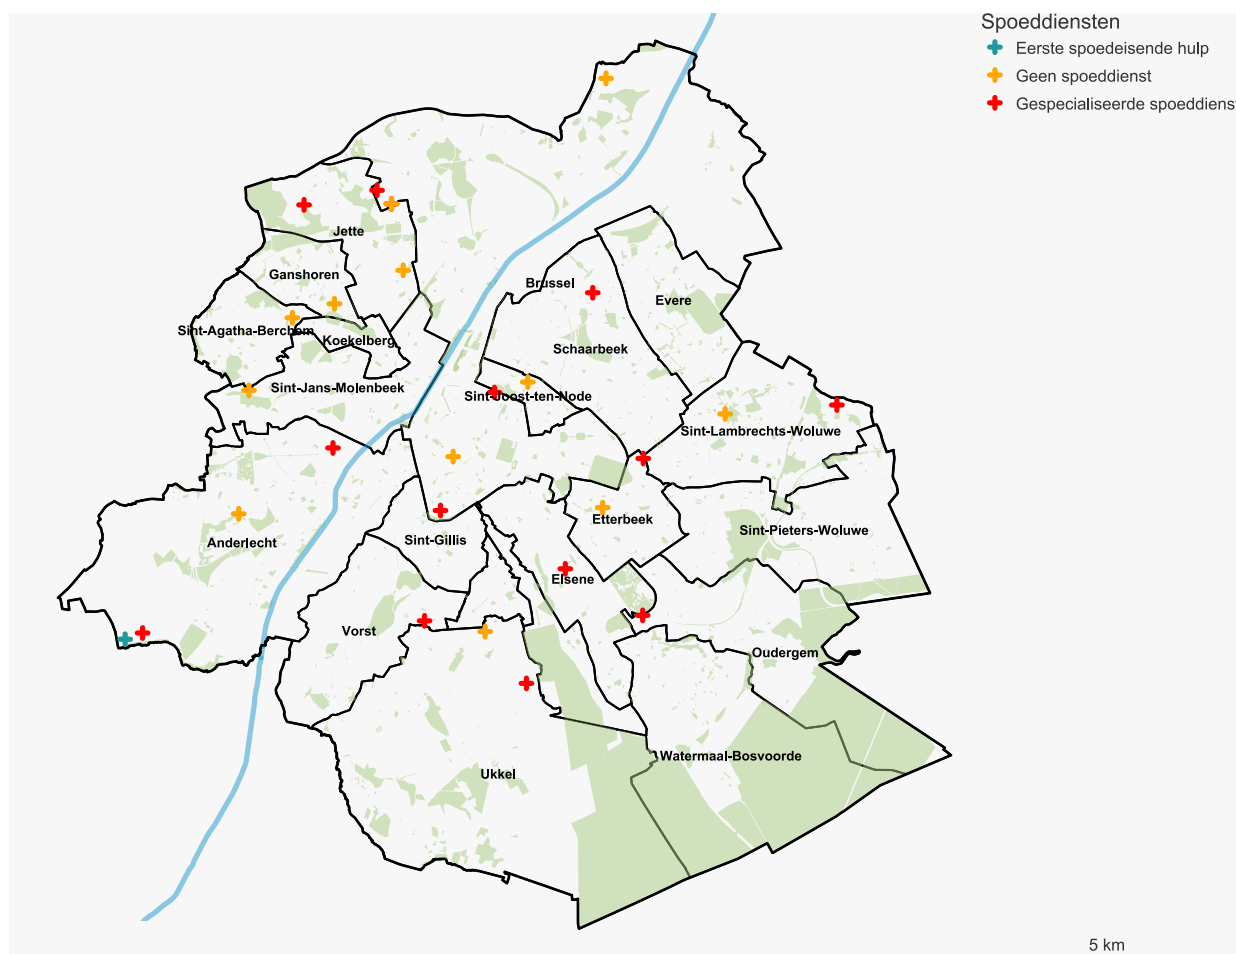 Spoeddiensten
Eerste spoedeisende hulp
Geen spoeddienst
Gespecialiseerde spoeddiens
Jette
Ganshoren
Brussel
Evere
Sint-Agatha-Berchem
Koekelberg
Schaarbeek
Sint-Jans-Molenbeek
Sint-Joost-ten-Node
Sint-Lambrechts-Woluwe
Etterbeek
Sint-Pieters-Woluwe
Anderlecht
Sint-Gillis
Elsene
Vorst
Oudergem
Watermaal-Bosvoorde
Ukkel
5 km